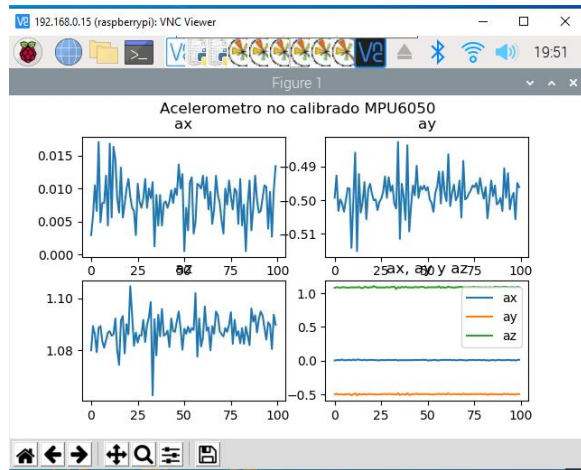 192.168.0.15 (raspberrypi): VNC Viewer
19:51
Figure 1
Acelerometro no calibrado MPU6050
ax
ay
0.015
0.010
0.005
0.000
0 25 50 75 100
−0.49
−0.50
−0.51
0 25 50 75 100
az
ax, ay y az
1.10
1.08
0 25 50 75 100
1.0
0.5
0.0
−0.5
ax
ay
az
0 25 50 75 100